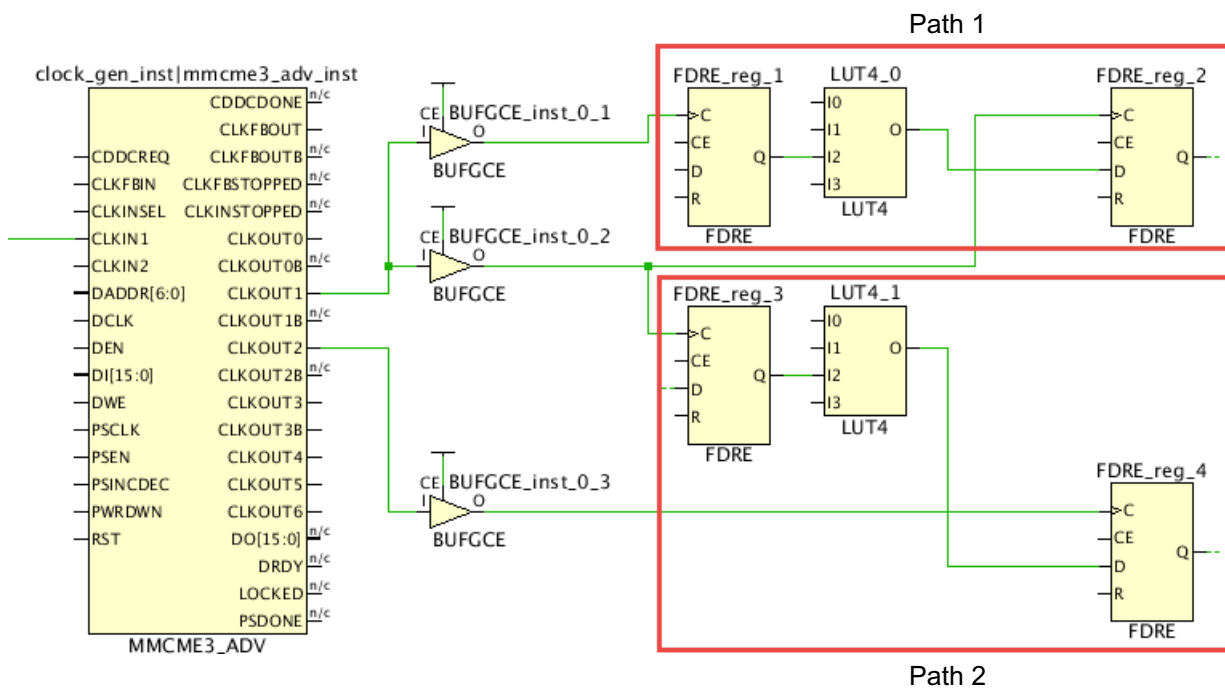 Path 1
clock_gen_inst|mmcme3_adv_inst
CDDCDONE n/c
CLKFBOUT
CDDCREQ CLKFBOUTB n/c
CLKFBIN CLKFBSTOPPED n/c
CLKINSEL CLKINSTOPPED n/c
CLKIN1 CLKOUT0
CLKIN2 CLKOUT0B n/c
DADDR[6:0] CLKOUT1
DCLK CLKOUT1B n/c
DEN CLKOUT2
DI[15:0] CLKOUT2B n/c
DWE CLKOUT3
PSCLK CLKOUT3B n/c
PSEN CLKOUT4
PSINCDEC CLKOUT5
PWRDWN CLKOUT6
RST DO[15:0] n/c
DRDY n/c
LOCKED n/c
PSDONE n/c
MMCME3_ADV
CE BUFGCE_inst_0_1
I O
BUFGCE
CE BUFGCE_inst_0_2
I O
BUFGCE
CE BUFGCE_inst_0_3
I O
BUFGCE
FDRE_reg_1
C
CE
D Q
R
FDRE
LUT4_0
I0
I1 O
I2
I3
LUT4
FDRE_reg_2
C
CE
D Q
R
FDRE
FDRE_reg_3
C
CE
D Q
R
FDRE
LUT4_1
I0
I1 O
I2
I3
LUT4
FDRE_reg_4
C
CE
D Q
R
FDRE
Path 2